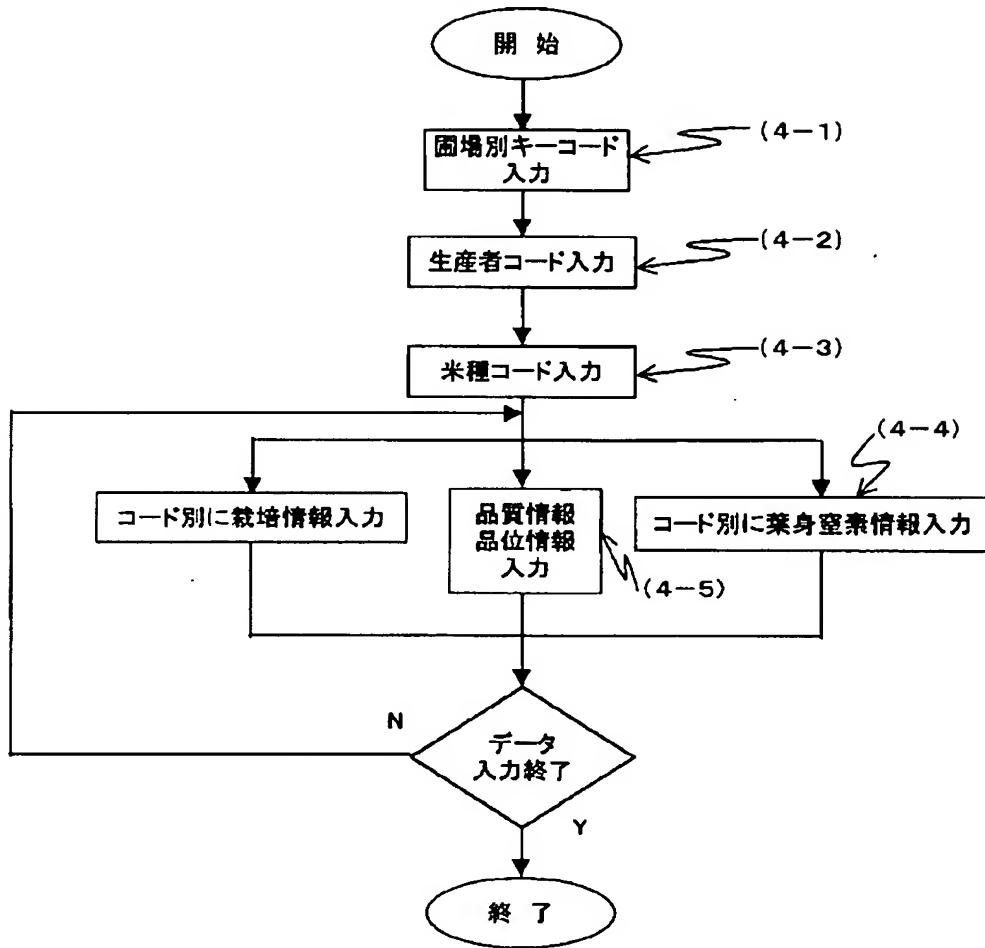 開 始
圃場別キーコード
入力
(4-1)
生産者コード入力
(4-2)
米種コード入力
(4-3)
(4-4)
コード別に栽培情報入力
品質情報
品位情報
入力
コード別に葉身窒素情報入力
(4-5)
N
データ
入力終了
Y
終 了